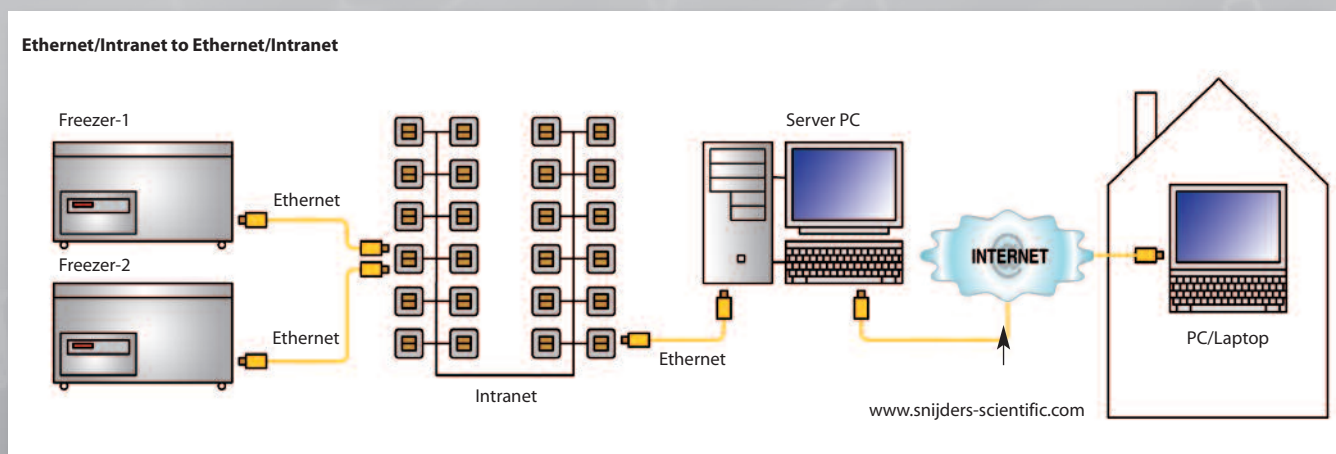 Ethernet/Intranet to Ethernet/Intranet
Freezer-1
Server PC
Ethernet
INTERNET
Freezer-2
Ethernet
Ethernet
PC/Laptop
Intranet
www.snijders-scientific.com